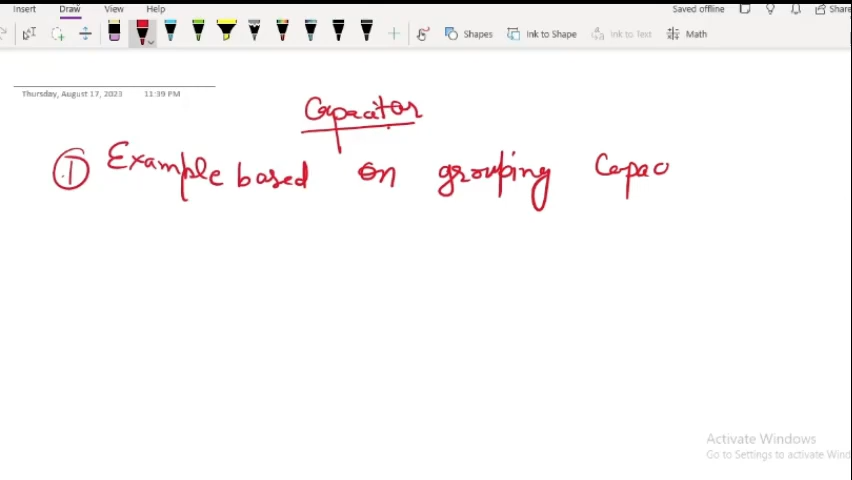 Insert Draw View Help Saved offline Share
Shapes Ink to Shape Ink to Text Math
Thursday, August 17, 2023 11:39 PM
Capacitor
① Example based on grouping Capac
Activate Windows
Go to Settings to activate Wind